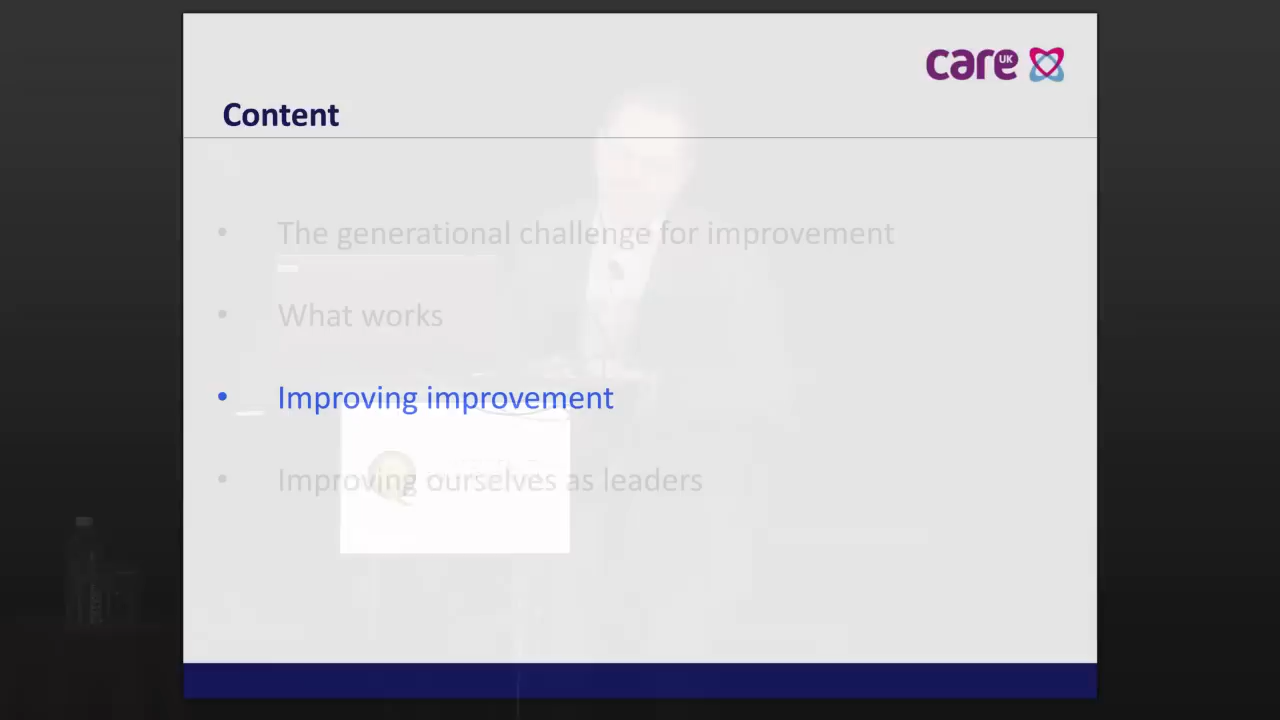 care UK
Content
• The generational challenge for improvement
• What works
• Improving improvement
• Improving ourselves as leaders